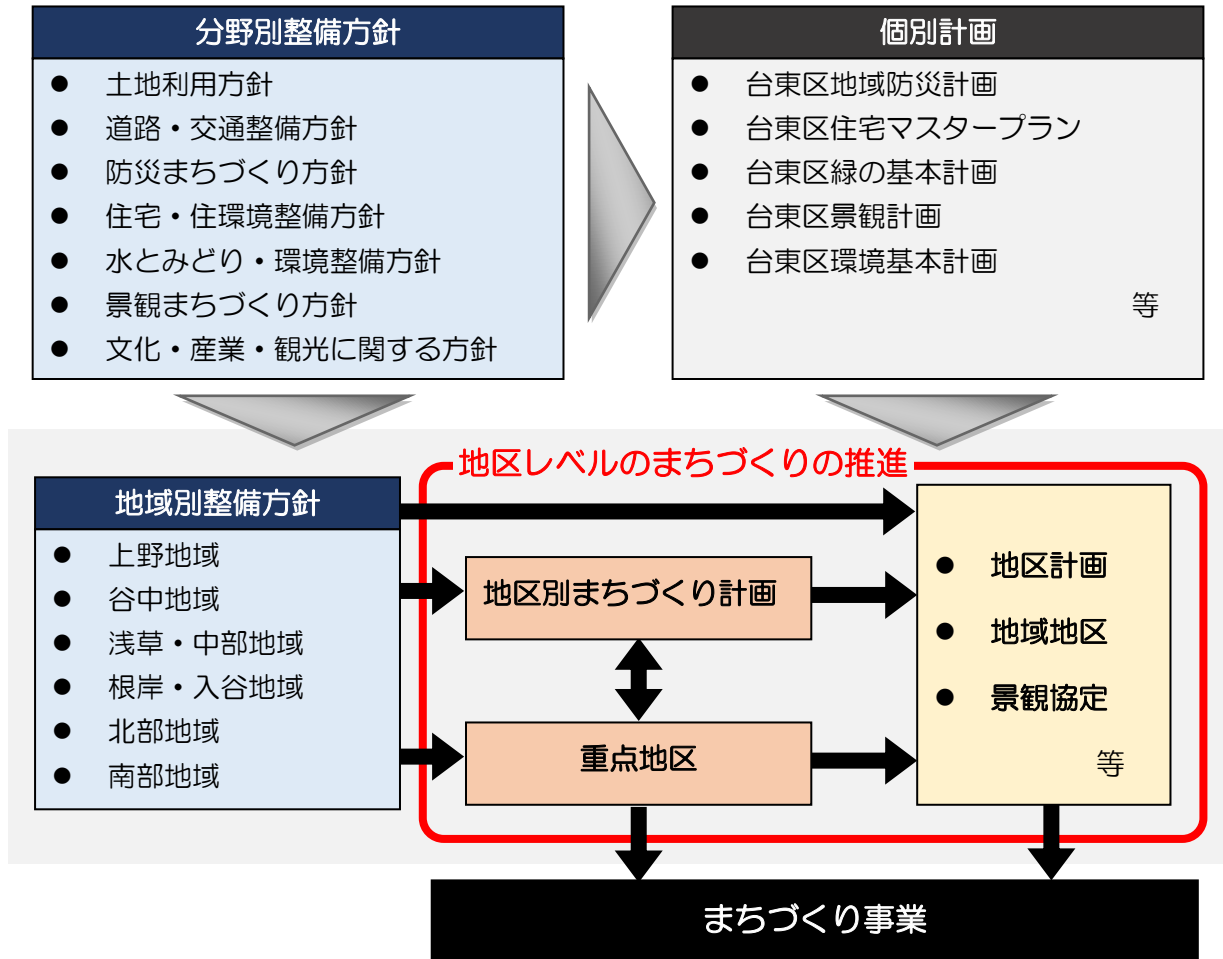 分野別整備方針
● 土地利用方針
● 道路・交通整備方針
● 防災まちづくり方針
● 住宅・住環境整備方針
● 水とみどり・環境整備方針
● 景観まちづくり方針
● 文化・産業・観光に関する方針
個別計画
● 台東区地域防災計画
● 台東区住宅マスタープラン
● 台東区緑の基本計画
● 台東区景観計画
● 台東区環境基本計画
等
地域別整備方針
● 上野地域
● 谷中地域
● 浅草・中部地域
● 根岸・入谷地域
● 北部地域
● 南部地域
地区レベルのまちづくりの推進
地区別まちづくり計画
重点地区
● 地区計画
● 地域地区
● 景観協定
等
まちづくり事業